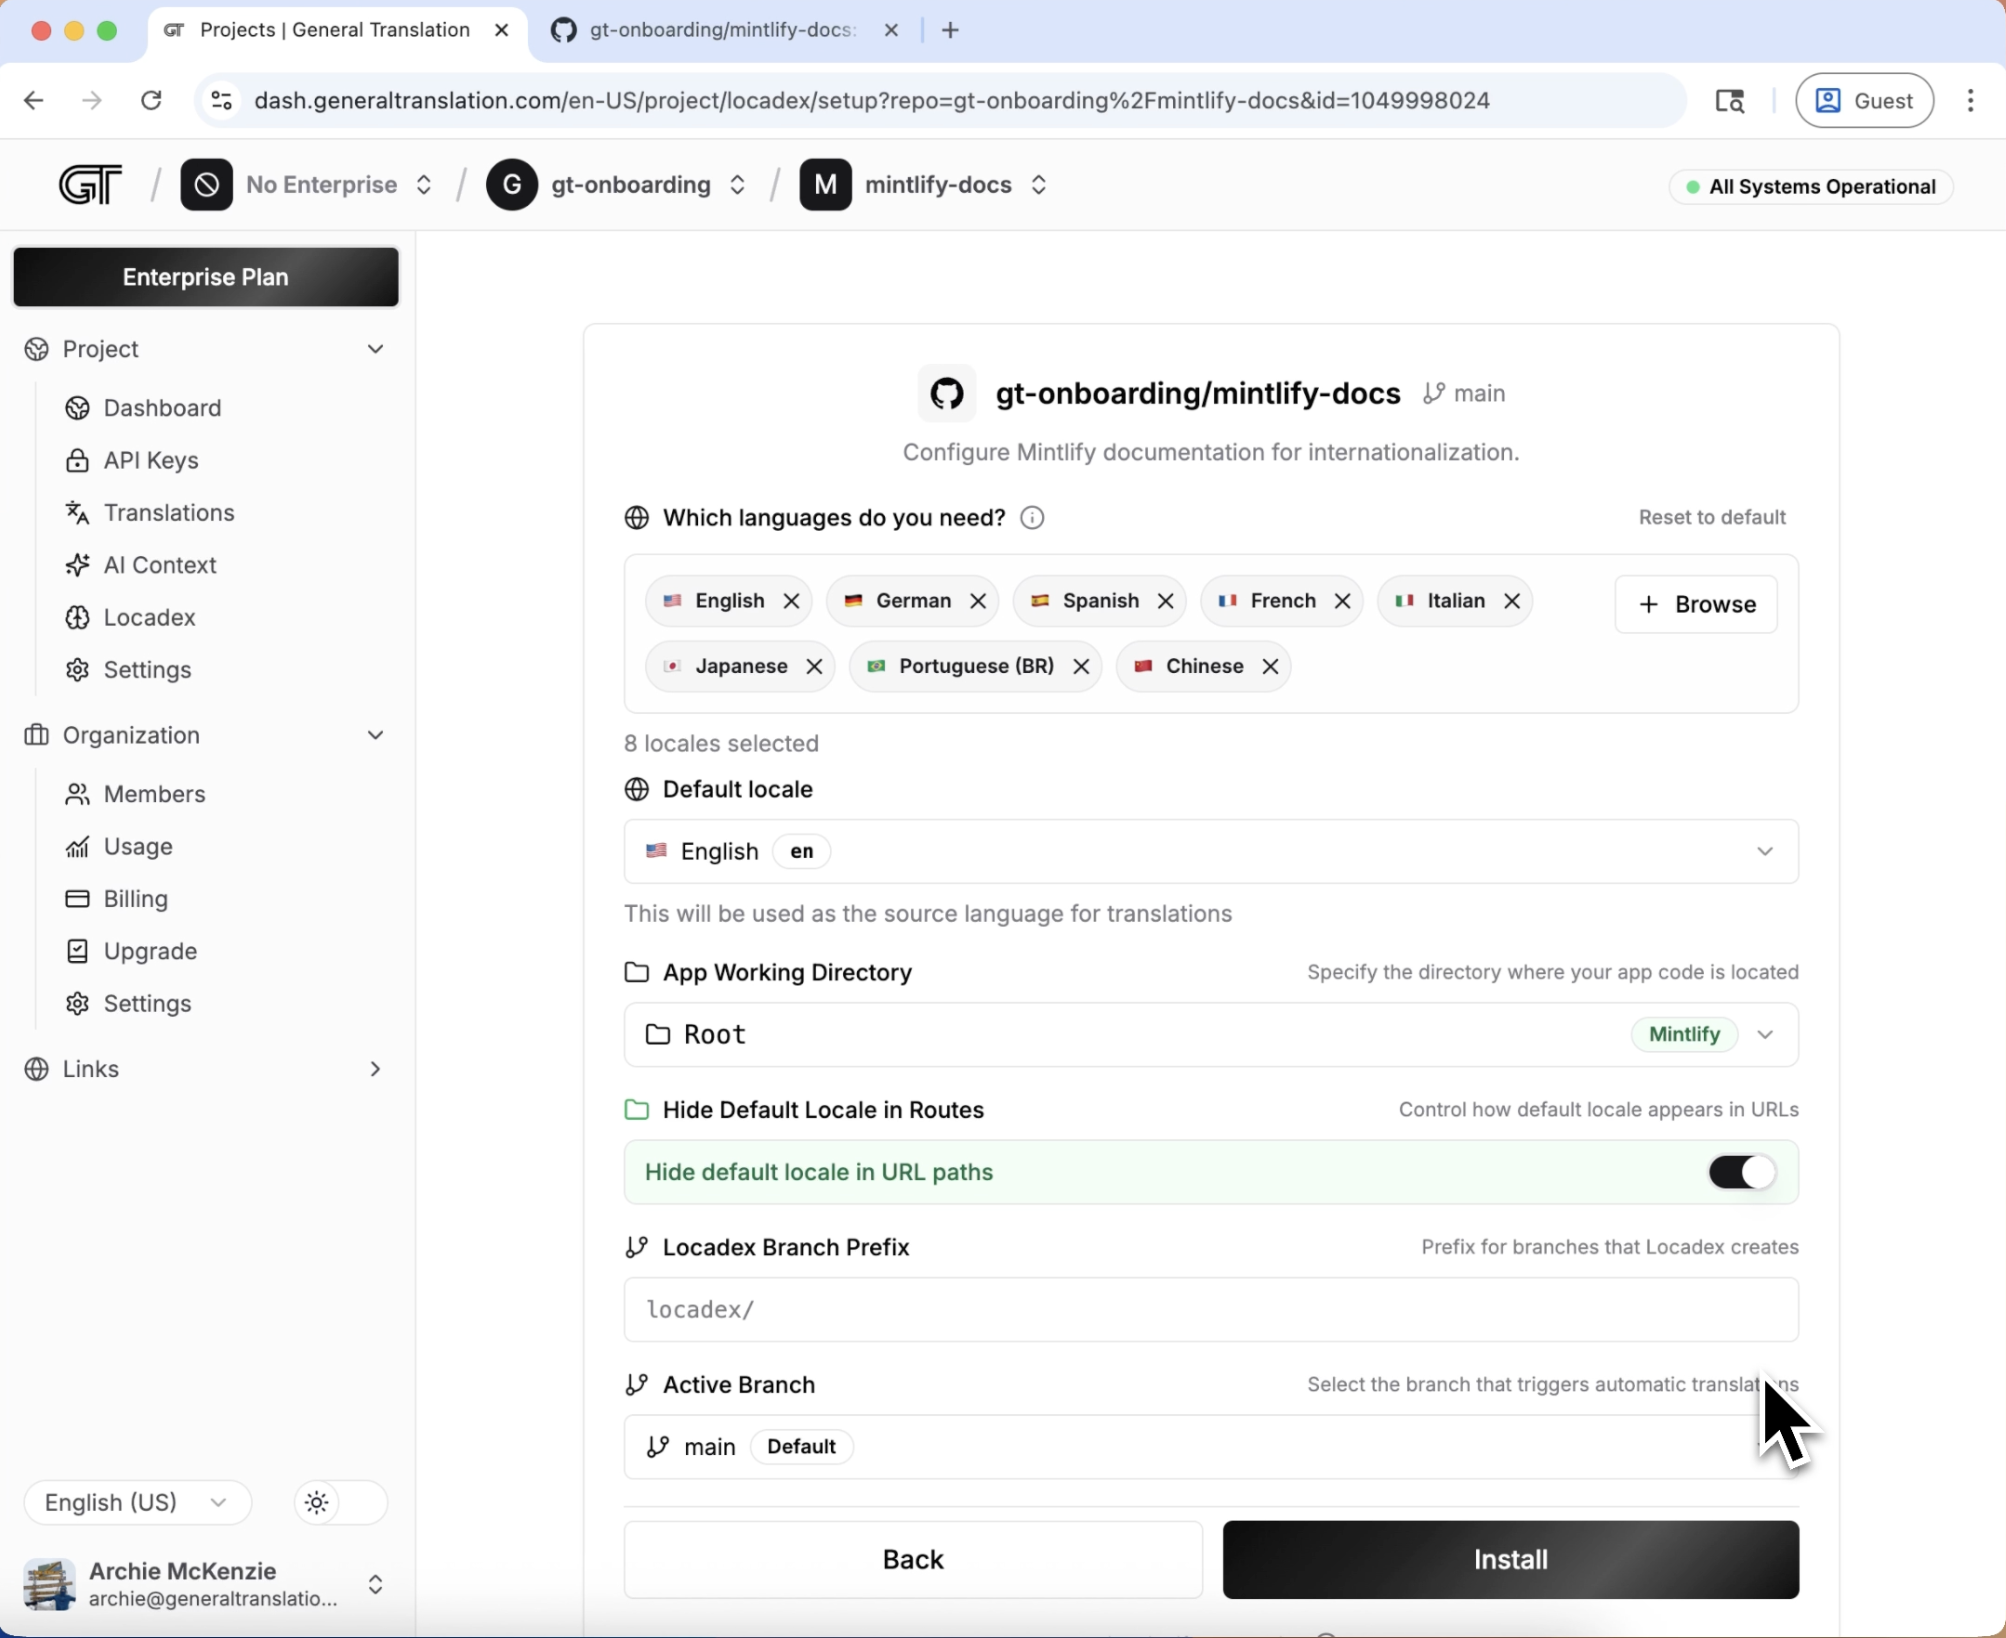 GT Projects | General Translation
gt-onboarding/mintlify-docs:
dash.generaltranslation.com/en-US/project/locadex/setup?repo=gt-onboarding%2Fmintlify-docs&id=1049998024
Guest
GT / No Enterprise / G gt-onboarding / M mintlify-docs
All Systems Operational
Enterprise Plan
Project
Dashboard
API Keys
Translations
AI Context
Locadex
Settings
Organization
Members
Usage
Billing
Upgrade
Settings
Links
English (US)
Archie McKenzie
archie@generaltranslatio...
gt-onboarding/mintlify-docs main
Configure Mintlify documentation for internationalization.
Which languages do you need? Reset to default
English German Spanish French Italian
+ Browse
Japanese Portuguese (BR) Chinese
8 locales selected
Default locale
English en
This will be used as the source language for translations
App Working Directory Specify the directory where your app code is located
Root Mintlify
Hide Default Locale in Routes Control how default locale appears in URLs
Hide default locale in URL paths
Locadex Branch Prefix Prefix for branches that Locadex creates
locadex/
Active Branch Select the branch that triggers automatic translations
main Default
Back Install